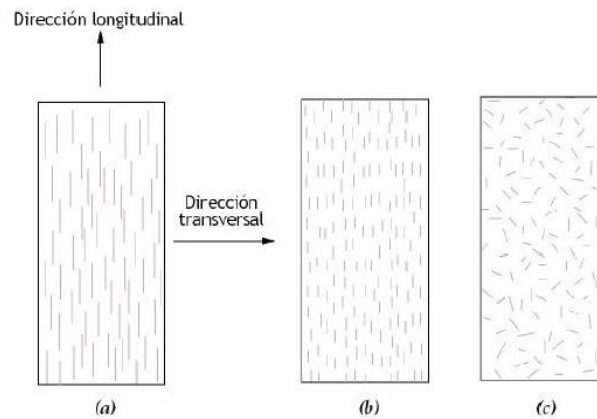 Dirección longitudinal
Dirección
transversal
(a)
(b)
(c)